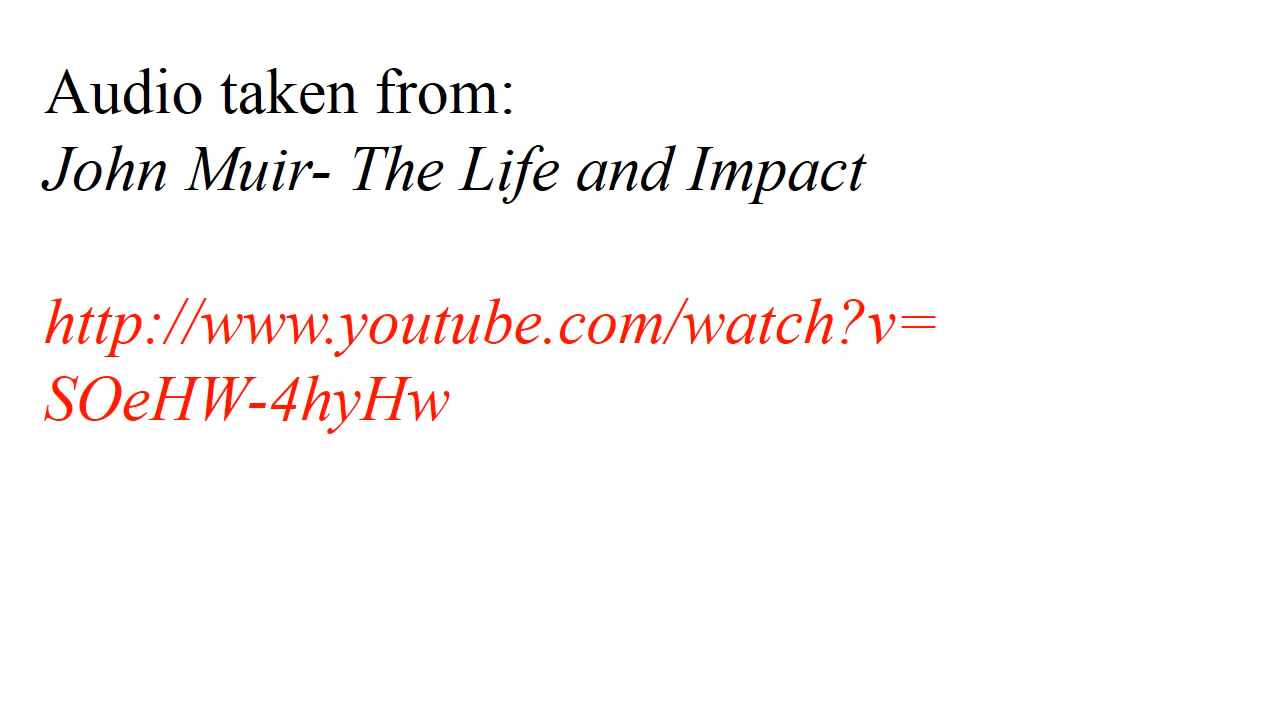 Audio taken from:
John Muir- The Life and Impact
http://www.youtube.com/watch?v=
SOeHW-4hyHw